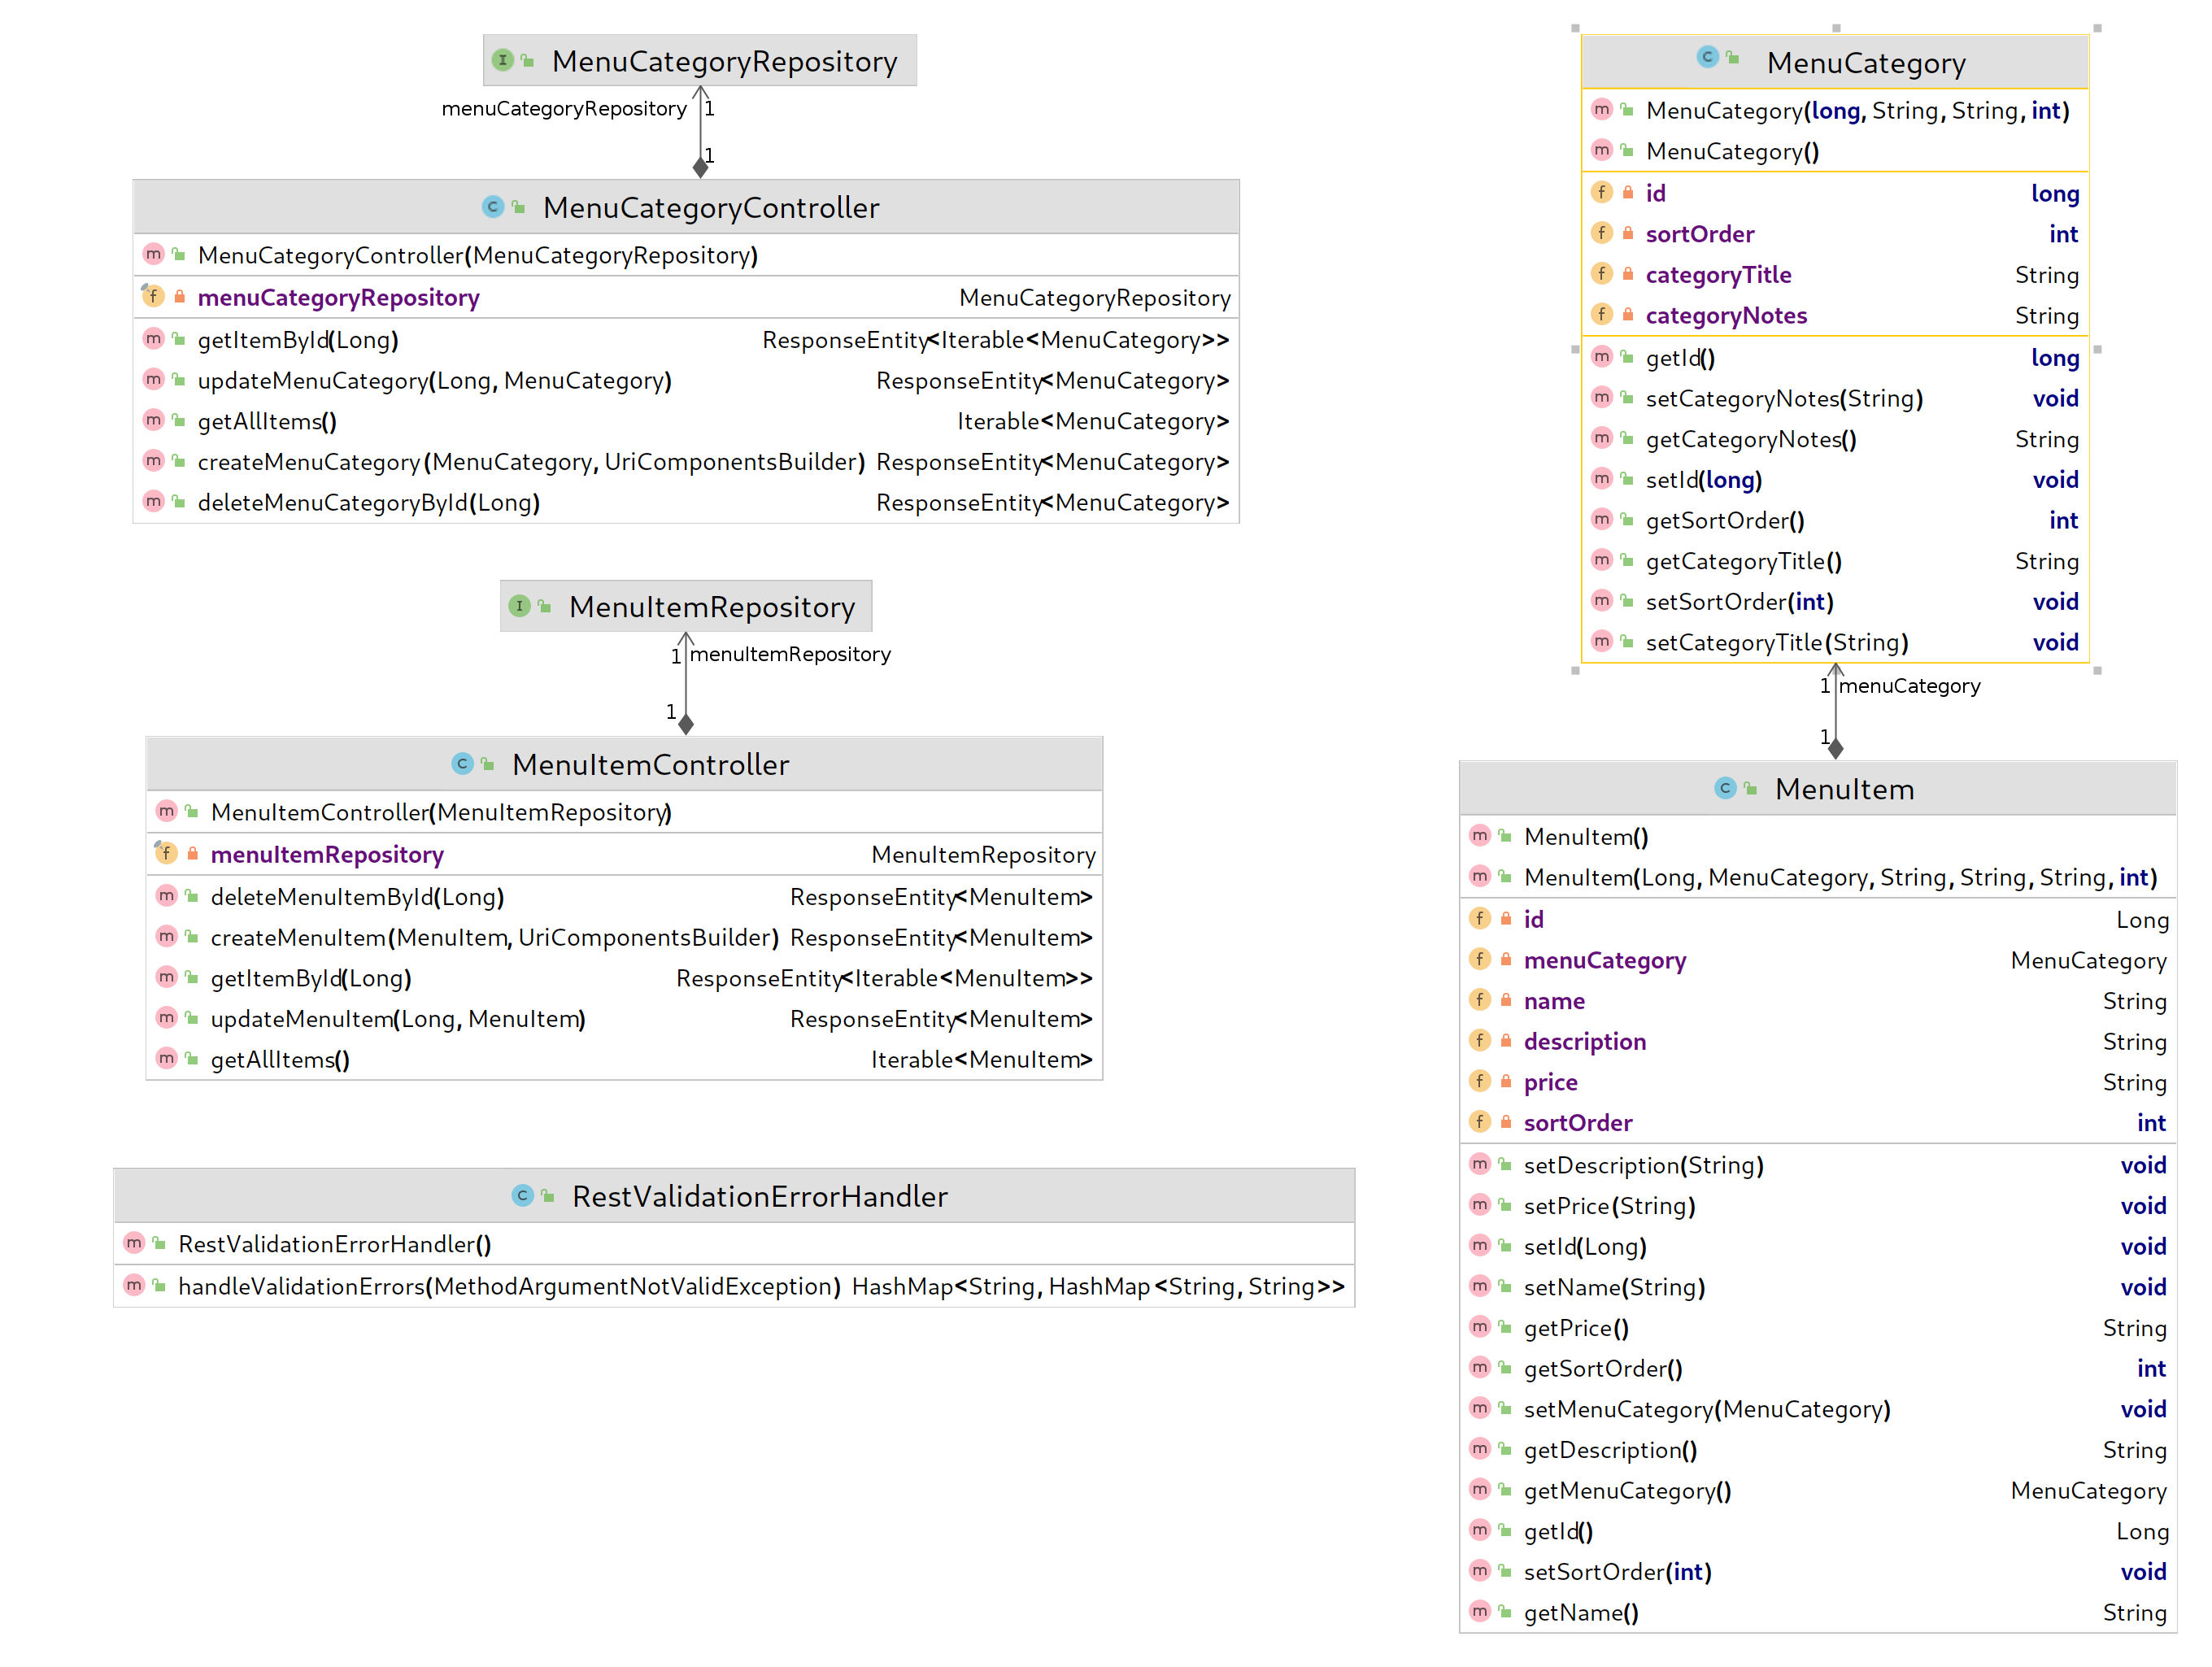 MenuCategoryRepository
menuCategoryRepository 1
1
MenuCategoryController
MenuCategoryController(MenuCategoryRepository)
menuCategoryRepository MenuCategoryRepository
getItemById(Long) ResponseEntity<Iterable<MenuCategory>>
updateMenuCategory(Long, MenuCategory) ResponseEntity<MenuCategory>
getAllItems() Iterable<MenuCategory>
createMenuCategory(MenuCategory, UriComponentsBuilder) ResponseEntity<MenuCategory>
deleteMenuCategoryById(Long) ResponseEntity<MenuCategory>
MenuItemRepository
1 menuItemRepository
1
MenuItemController
MenuItemController(MenuItemRepository)
menuItemRepository MenuItemRepository
deleteMenuItemById(Long) ResponseEntity<MenuItem>
createMenuItem(MenuItem, UriComponentsBuilder) ResponseEntity<MenuItem>
getItemById(Long) ResponseEntity<Iterable<MenuItem>>
updateMenuItem(Long, MenuItem) ResponseEntity<MenuItem>
getAllItems() Iterable<MenuItem>
RestValidationErrorHandler
RestValidationErrorHandler()
handleValidationErrors(MethodArgumentNotValidException) HashMap<String, HashMap<String, String>>
MenuCategory
MenuCategory(long, String, String, int)
MenuCategory()
id long
sortOrder int
categoryTitle String
categoryNotes String
getId() long
setCategoryNotes(String) void
getCategoryNotes() String
setId(long) void
getSortOrder() int
getCategoryTitle() String
setSortOrder(int) void
setCategoryTitle(String) void
1 menuCategory
1
MenuItem
MenuItem()
MenuItem(Long, MenuCategory, String, String, String, int)
id Long
menuCategory MenuCategory
name String
description String
price String
sortOrder int
setDescription(String) void
setPrice(String) void
setId(Long) void
setName(String) void
getPrice() String
getSortOrder() int
setMenuCategory(MenuCategory) void
getDescription() String
getMenuCategory() MenuCategory
getId() Long
setSortOrder(int) void
getName() String